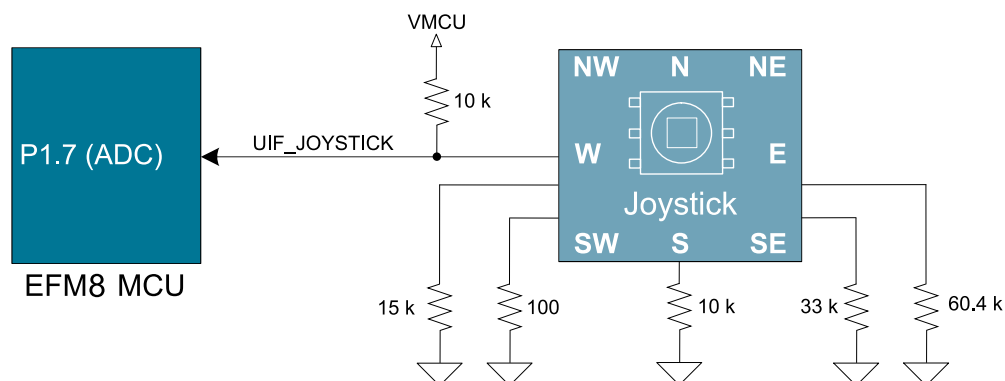 VMCU
NW N NE
10 k
P1.7 (ADC)
UIF_JOYSTICK
W E
Joystick
SW S SE
EFM8 MCU
15 k
100
10 k
33 k
60.4 k